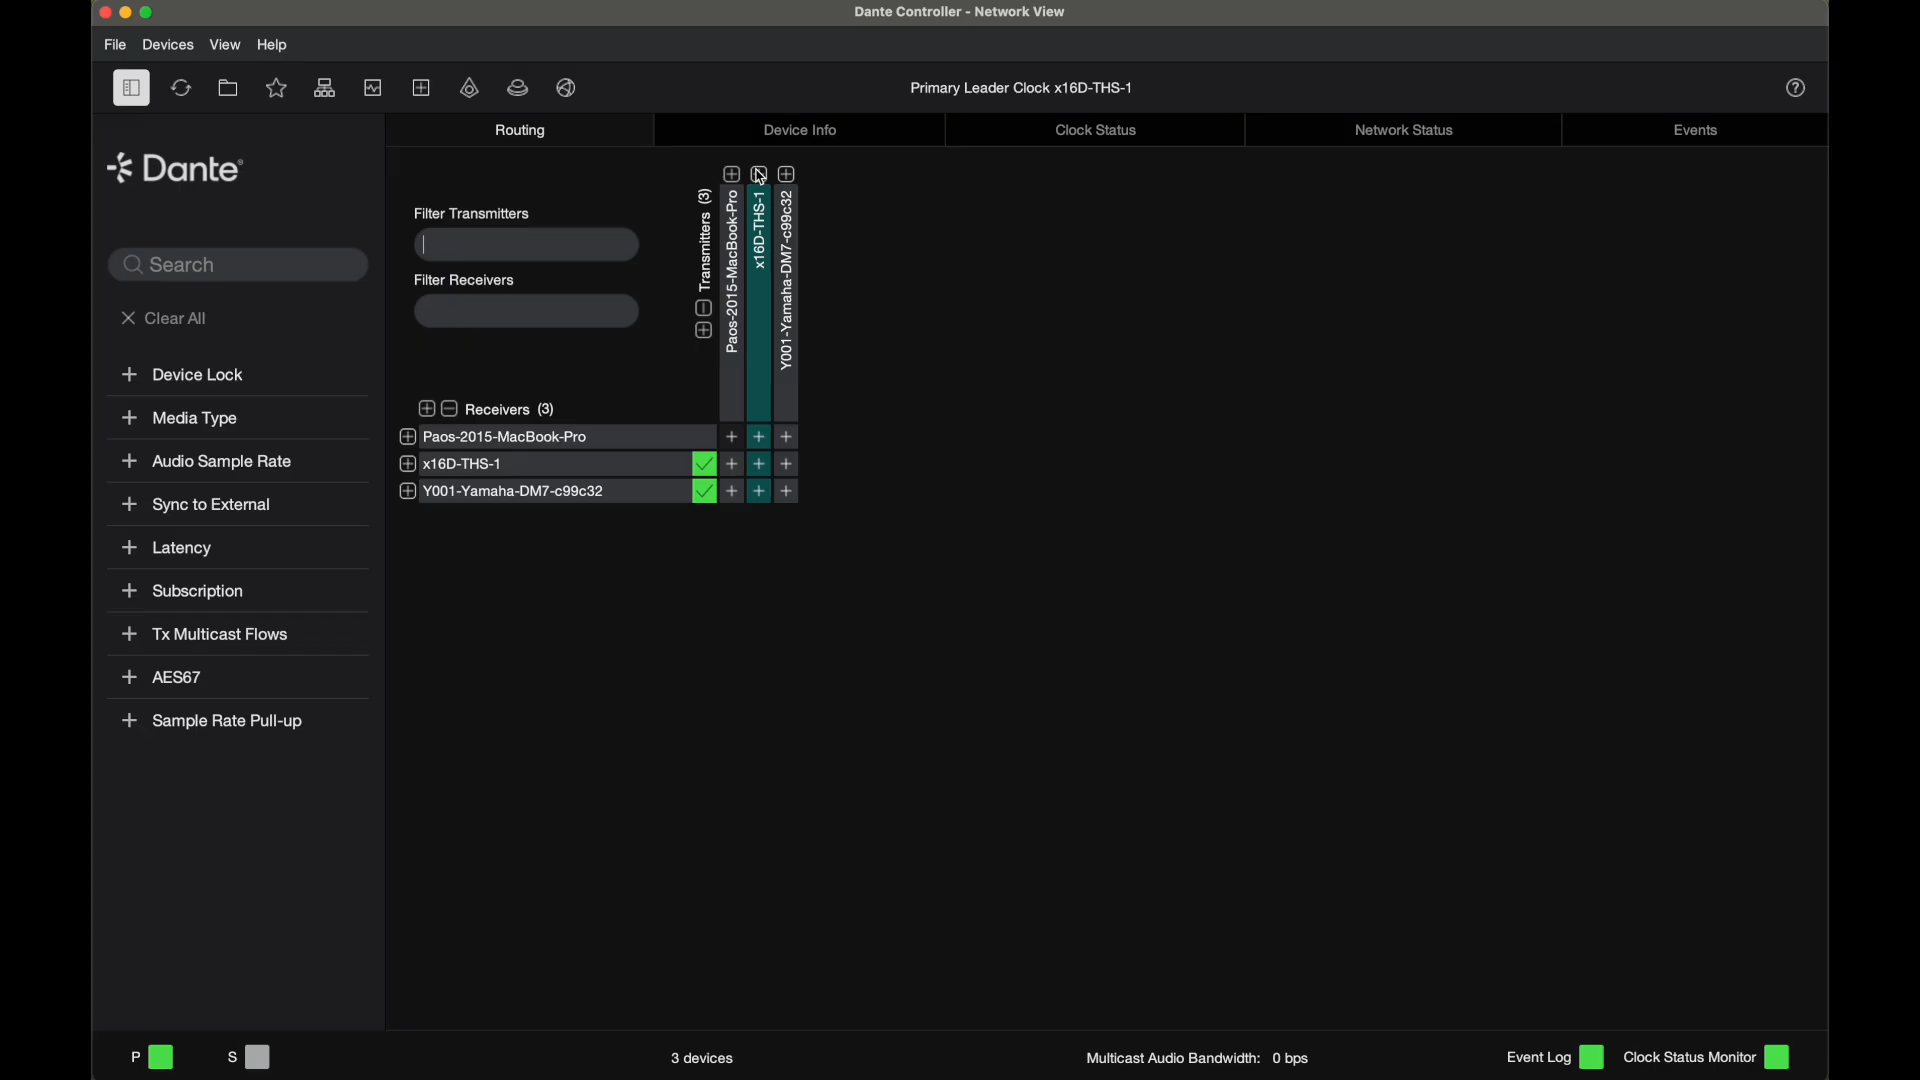 Dante Controller - Network View
File Devices View Help
Primary Leader Clock x16D-THS-1
Routing
Device Info
Clock Status
Network Status
Events
Dante®
Search
Clear All
Device Lock
Media Type
Audio Sample Rate
Sync to External
Latency
Subscription
Tx Multicast Flows
AES67
Sample Rate Pull-up
Filter Transmitters
Filter Receivers
Transmitters (3)
Paos-2015-MacBook-Pro
x16D-THS-1
Y001-Yamaha-DM7-c99c32
Receivers (3)
Paos-2015-MacBook-Pro
x16D-THS-1
Y001-Yamaha-DM7-c99c32
P
S
3 devices
Multicast Audio Bandwidth: 0 bps
Event Log
Clock Status Monitor